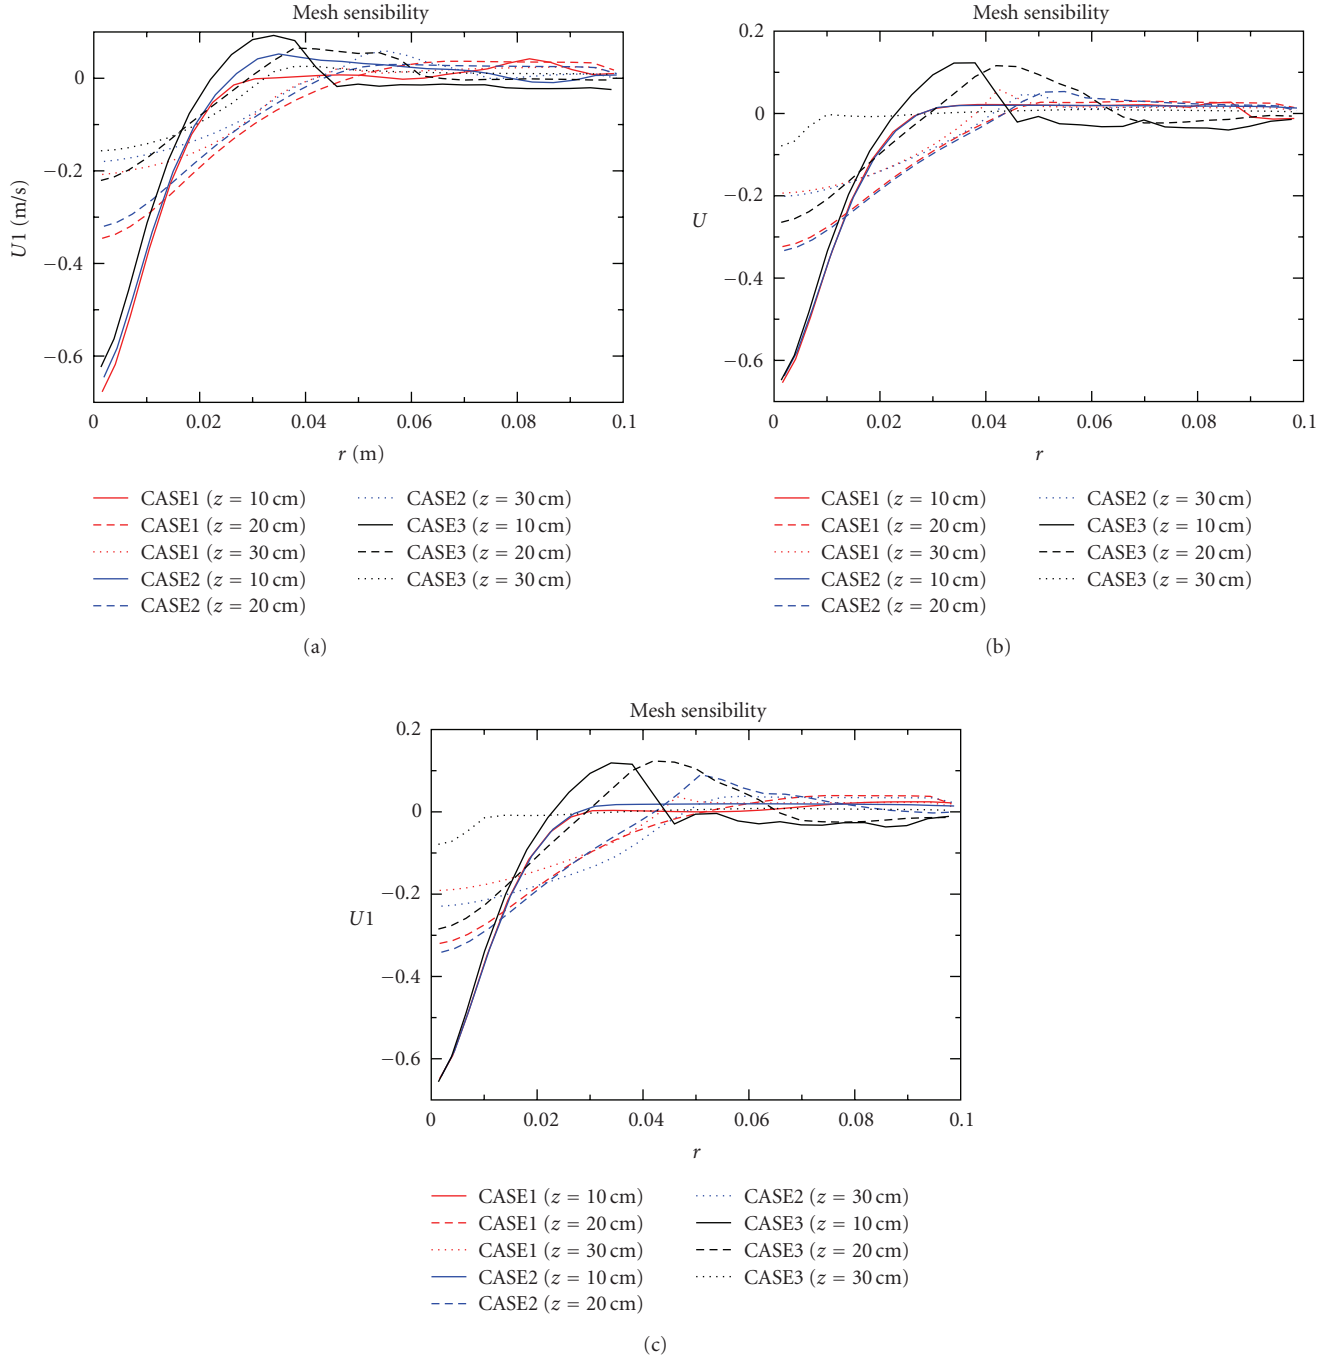 Mesh sensibility
0
−0.2
−0.4
−0.6
U1 (m/s)
0 0.02 0.04 0.06 0.08 0.1
r (m)
CASE1 (z = 10 cm)
CASE1 (z = 20 cm)
CASE1 (z = 30 cm)
CASE2 (z = 10 cm)
CASE2 (z = 20 cm)
CASE2 (z = 30 cm)
CASE3 (z = 10 cm)
CASE3 (z = 20 cm)
CASE3 (z = 30 cm)
(a)
Mesh sensibility
0.2
0
−0.2
−0.4
−0.6
U
0 0.02 0.04 0.06 0.08 0.1
r
CASE1 (z = 10 cm)
CASE1 (z = 20 cm)
CASE1 (z = 30 cm)
CASE2 (z = 10 cm)
CASE2 (z = 20 cm)
CASE2 (z = 30 cm)
CASE3 (z = 10 cm)
CASE3 (z = 20 cm)
CASE3 (z = 30 cm)
(b)
Mesh sensibility
0.2
0
−0.2
−0.4
−0.6
U1
0 0.02 0.04 0.06 0.08 0.1
r
CASE1 (z = 10 cm)
CASE1 (z = 20 cm)
CASE1 (z = 30 cm)
CASE2 (z = 10 cm)
CASE2 (z = 20 cm)
CASE2 (z = 30 cm)
CASE3 (z = 10 cm)
CASE3 (z = 20 cm)
CASE3 (z = 30 cm)
(c)